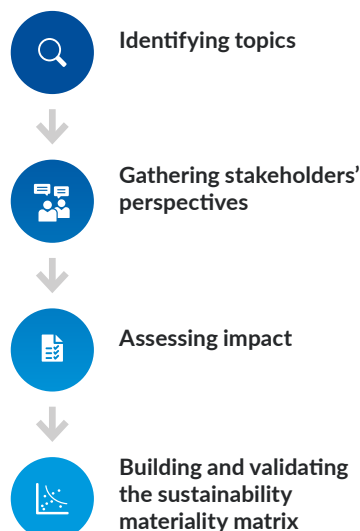 Identifying topics
Gathering stakeholders’
perspectives
Assessing impact
Building and validating
the sustainability
materiality matrix